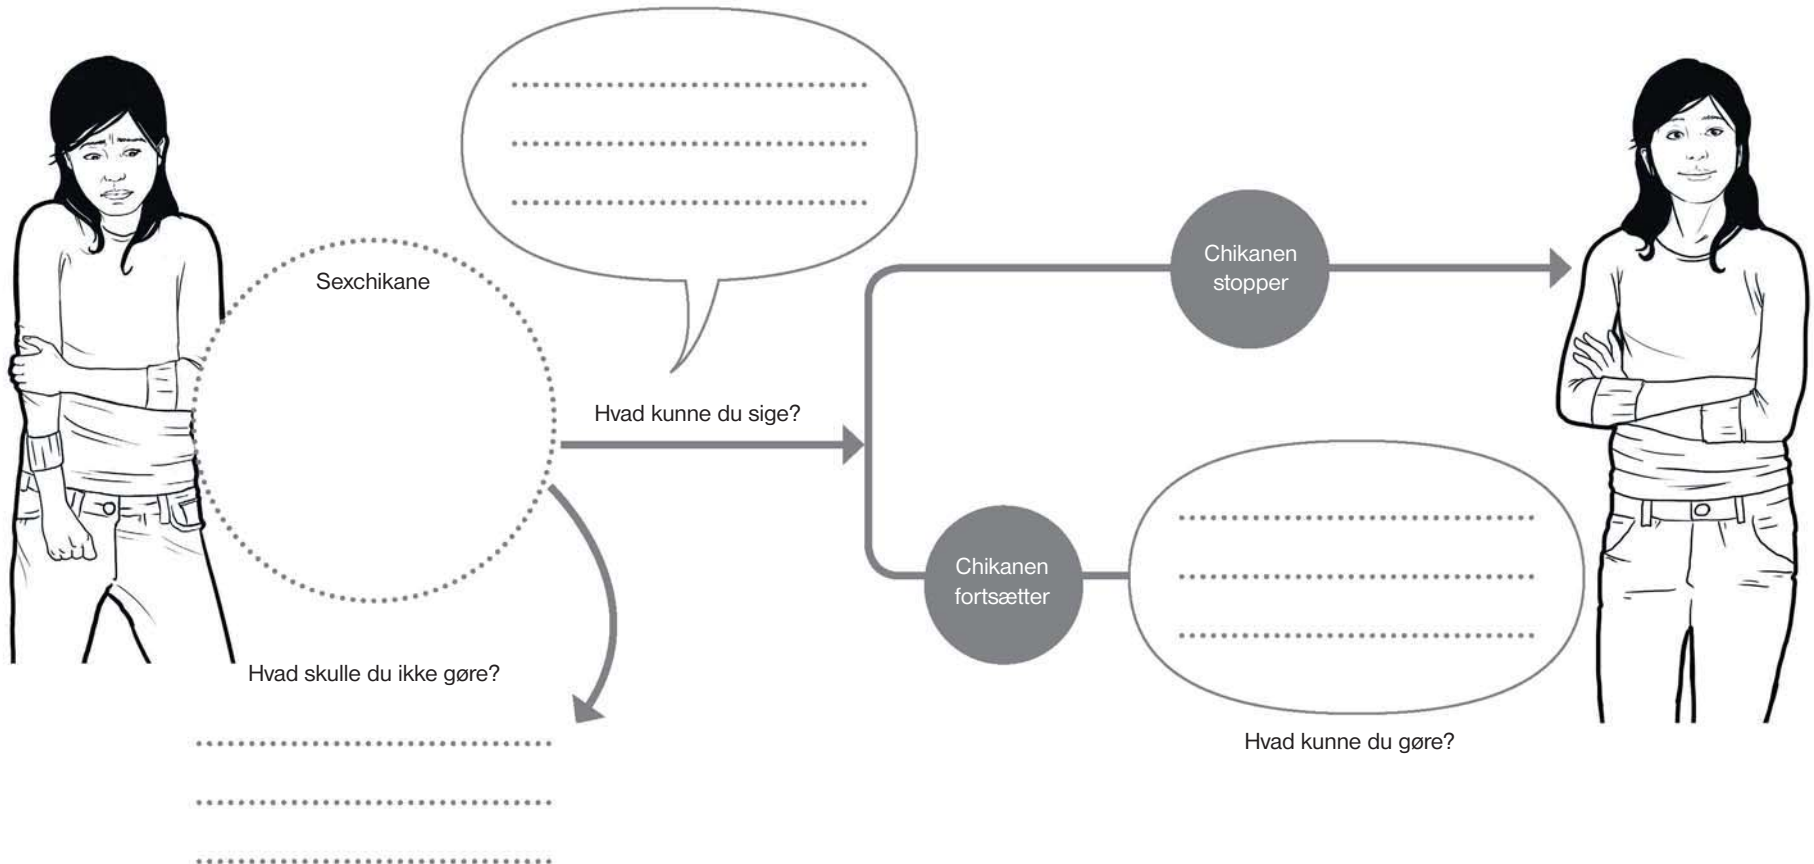 Sexchikane
Hvad kunne du sige?
Chikanen
stopper
Chikanen
fortsætter
Hvad kunne du gøre?
Hvad skulle du ikke gøre?